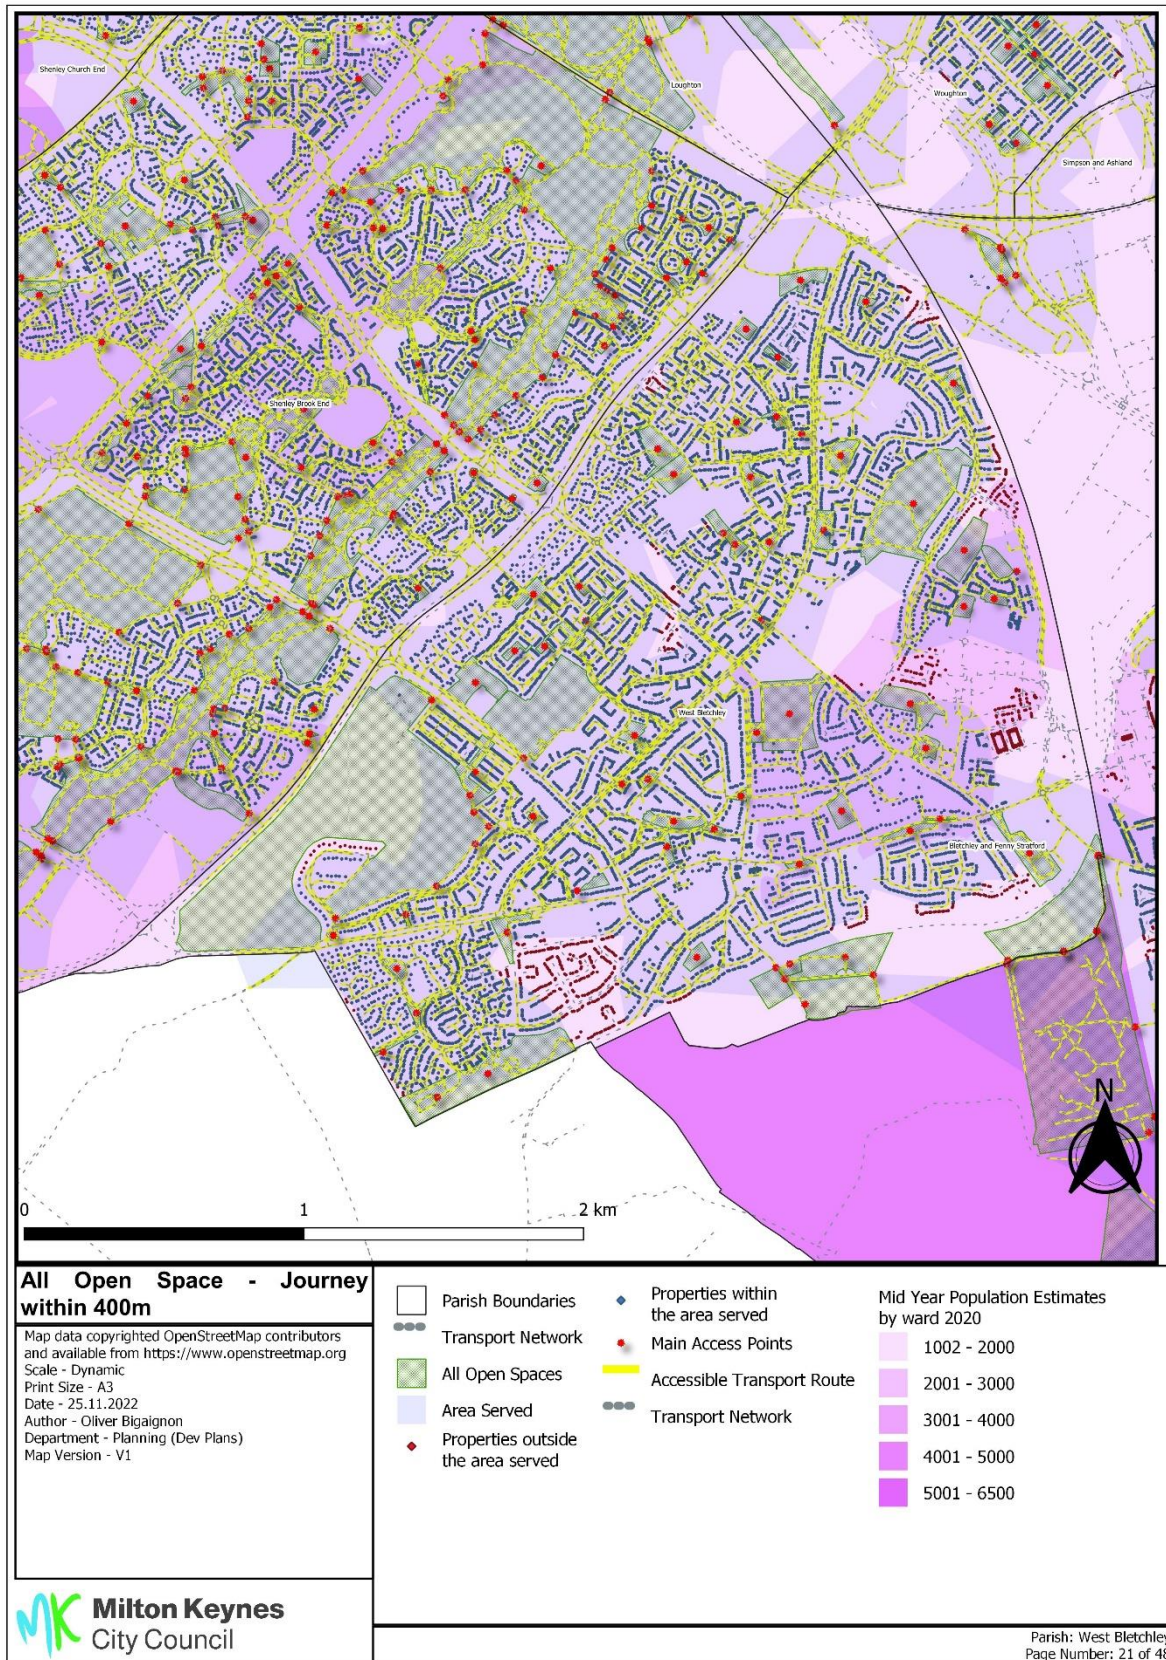 Shenley Church End
Loughton
Woughton
Simpson and Ashland
Shenley Brook End
West Bletchley
Bletchley and Fenny Stratford
N
0 1 2 km
All Open Space - Journey
within 400m
Map data copyrighted OpenStreetMap contributors
and available from https://www.openstreetmap.org
Scale - Dynamic
Print Size - A3
Date - 25.11.2022
Author - Oliver Bigaignon
Department - Planning (Dev Plans)
Map Version - V1
Milton Keynes
City Council
Parish Boundaries
Transport Network
All Open Spaces
Area Served
Properties outside
the area served
Properties within
the area served
Main Access Points
Accessible Transport Route
Transport Network
Mid Year Population Estimates
by ward 2020
1002 - 2000
2001 - 3000
3001 - 4000
4001 - 5000
5001 - 6500
Parish: West Bletchley
Page Number: 21 of 48